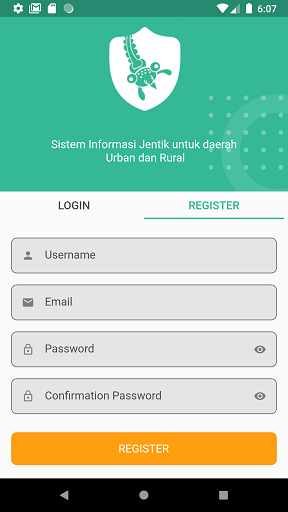 6:07
Sistem Informasi Jentik untuk daerah
Urban dan Rural
LOGIN
REGISTER
Username
Email
Password
Confirmation Password
REGISTER